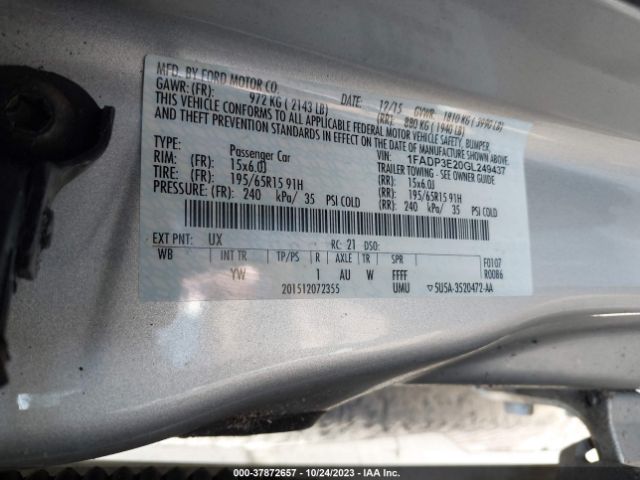 MFD. BY FORD MOTOR CO.
DATE: 12/15 GVWR: 1810 KG ( 3990 LB)
GAWR: (FR): 972 KG ( 2143 LB) (RR): 880 KG ( 1940 LB)
THIS VEHICLE CONFORMS TO ALL APPLICABLE FEDERAL MOTOR VEHICLE SAFETY, BUMPER,
AND THEFT PREVENTION STANDARDS IN EFFECT ON THE DATE OF MANUFACTURE SHOWN ABOVE.
VIN: 1FADP3E20GL249437
TYPE: Passenger Car TRAILER TOWING - SEE OWNER GUIDE
RIM: (FR): 15x6.0J (RR): 15x6.0J
TIRE: (FR): 195/65R15 91H (RR): 195/65R15 91H
PRESSURE: (FR): 240 kPa/ 35 PSI COLD (RR): 240 kPa/ 35 PSI COLD
EXT PNT: UX RC: 21 DSO:
WB INT TR TP/PS R AXLE TR SPR F0107
YW 1 AU W FFFF R0086
201512072355 UMU 5U5A-3520472-AA
000-37872657 - 10/24/2023 - IAA Inc.